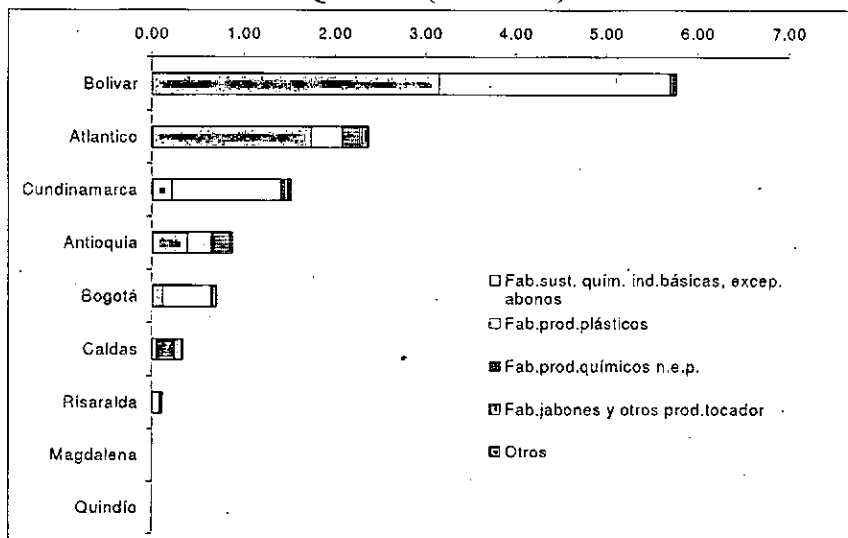 0.00 1.00 2.00 3.00 4.00 5.00 6.00 7.00
Bolivar
Atlantico
Cundinamarca
Antioquia
Bogotá
Caldas
Risaralda
Magdalena
Quindío
Fab.sust. quím. ind.básicas, excep.
abonos
Fab.prod.plásticos
Fab.prod.químicos n.e.p.
Fab.jabones y otros prod.tocador
Otros